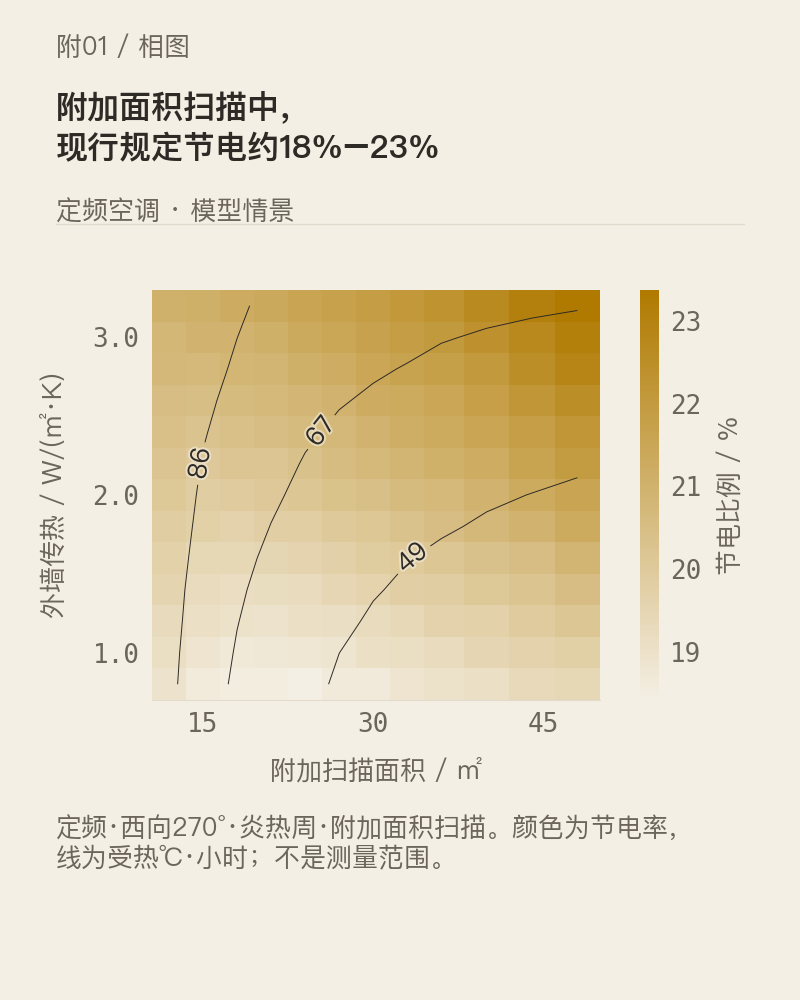 附01 / 相图
附加面积扫描中，
现行规定节电约18%—23%
定频空调 · 模型情景
3.0
2.0
1.0
外墙传热 / W/(㎡·K)
86
67
49
15
30
45
附加扫描面积 / ㎡
23
22
21
20
19
节电比例 / %
定频·西向270°·炎热周·附加面积扫描。颜色为节电率，
线为受热℃·小时；不是测量范围。